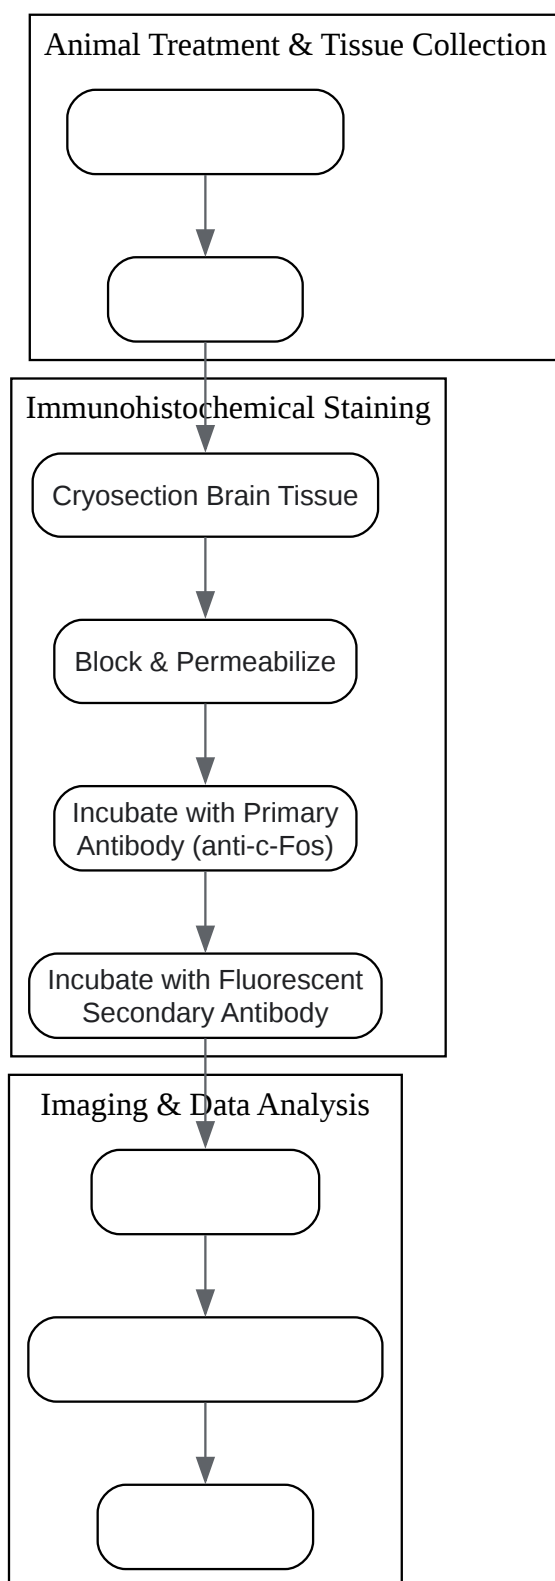 Animal Treatment & Tissue Collection
Immunohistochemical Staining
Cryosection Brain Tissue
Block & Permeabilize
Incubate with Primary
Antibody (anti-c-Fos)
Incubate with Fluorescent
Secondary Antibody
Imaging & Data Analysis